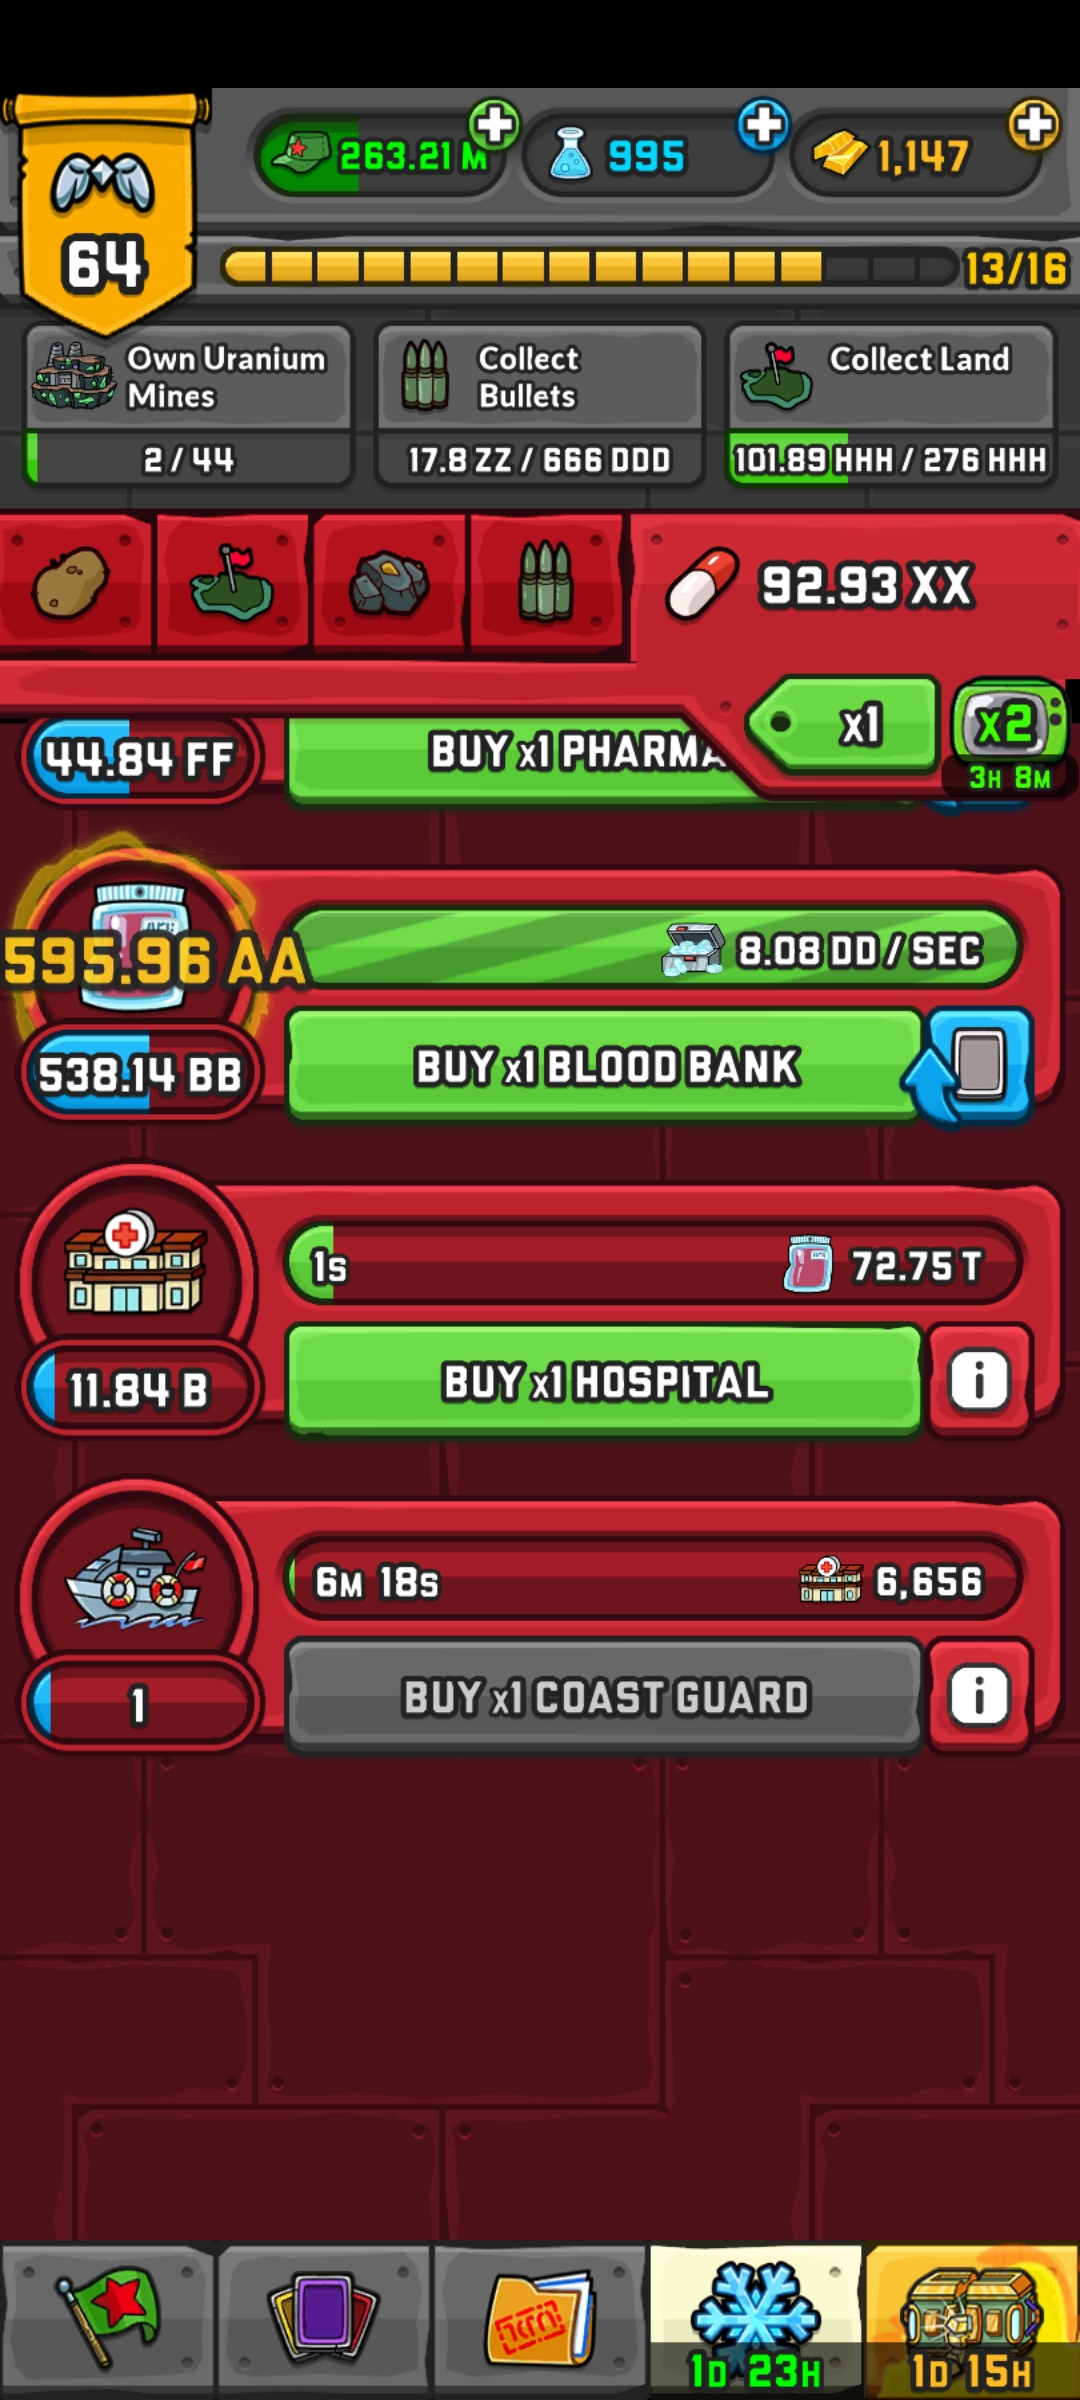 64
263.21 M
995
1,147
13/16
Own Uranium
Mines
2 / 44
Collect
Bullets
17.8 ZZ / 666 DDD
Collect Land
101.89 HHH / 276 HHH
92.93 XX
x1
x2
3H 8M
44.84 FF
BUY x1 PHARMA
595.96 AA
8.08 DD / SEC
538.14 BB
BUY x1 BLOOD BANK
1s
72.75 T
11.84 B
BUY x1 HOSPITAL
i
6M 18s
6,656
1
BUY x1 COAST GUARD
i
1D 23H
1D 15H